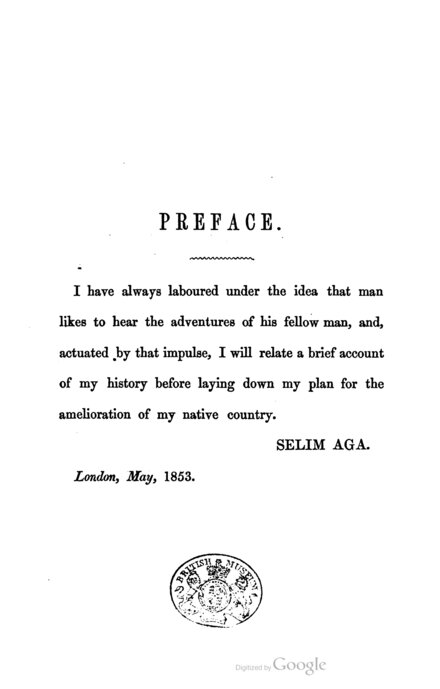 PREFACE.
I have always laboured under the idea that man
likes to hear the adventures of his fellow man, and,
actuated by that impulse, I will relate a brief account
of my history before laying down my plan for the
amelioration of my native country.
SELIM AGA.
London, May, 1853.
BRITISH MUSEUM
Digitized by Google